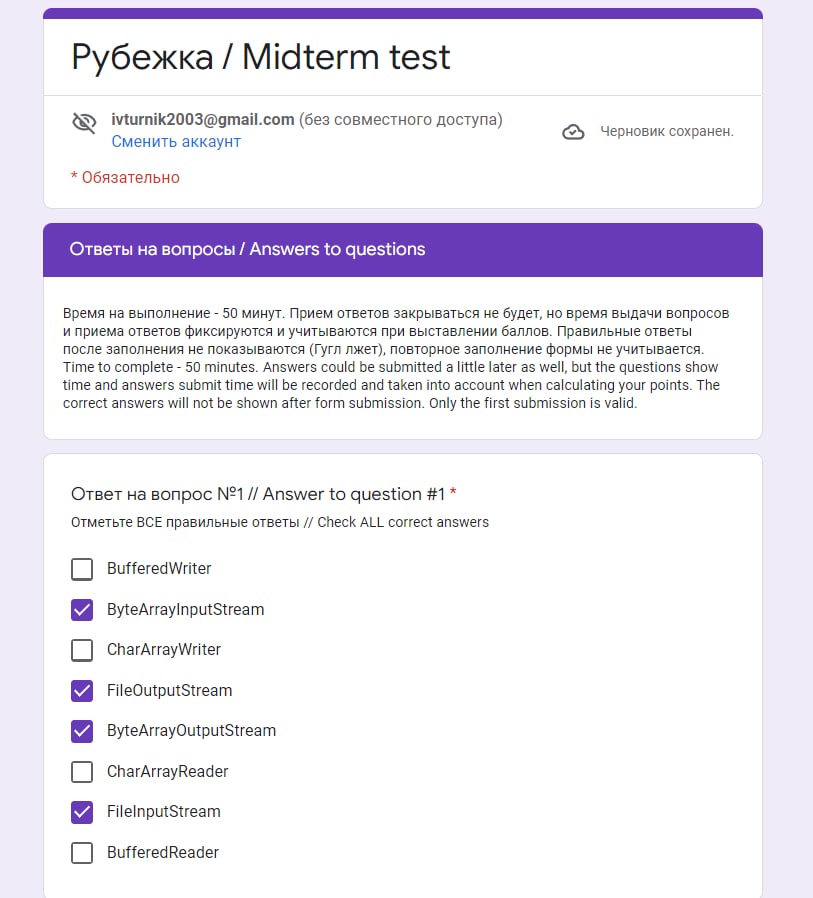 Рубежка / Midterm test
ivturnik2003@gmail.com (без совместного доступа)
Сменить аккаунт
Черновик сохранен.
* Обязательно
Ответы на вопросы / Answers to questions
Время на выполнение - 50 минут. Прием ответов закрываться не будет, но время выдачи вопросов
и приема ответов фиксируются и учитываются при выставлении баллов. Правильные ответы
после заполнения не показываются (Гугл лжет), повторное заполнение формы не учитывается.
Time to complete - 50 minutes. Answers could be submitted a little later as well, but the questions show
time and answers submit time will be recorded and taken into account when calculating your points. The
correct answers will not be shown after form submission. Only the first submission is valid.
Ответ на вопрос №1 // Answer to question #1 *
Отметьте ВСЕ правильные ответы // Check ALL correct answers
BufferedWriter
ByteArrayInputStream
CharArrayWriter
FileOutputStream
ByteArrayOutputStream
CharArrayReader
FileInputStream
BufferedReader